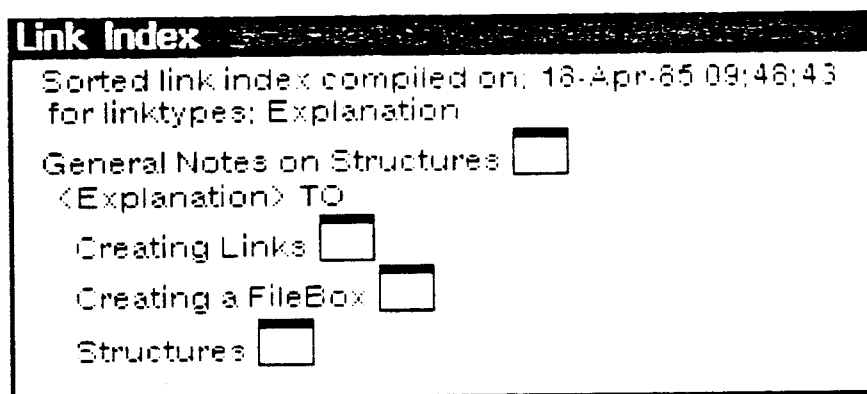 Link Index
Sorted link index compiled on: 18-Apr-85 09:48:43
for linktypes: Explanation
General Notes on Structures
<Explanation> TO
Creating Links
Creating a FileBox
Structures